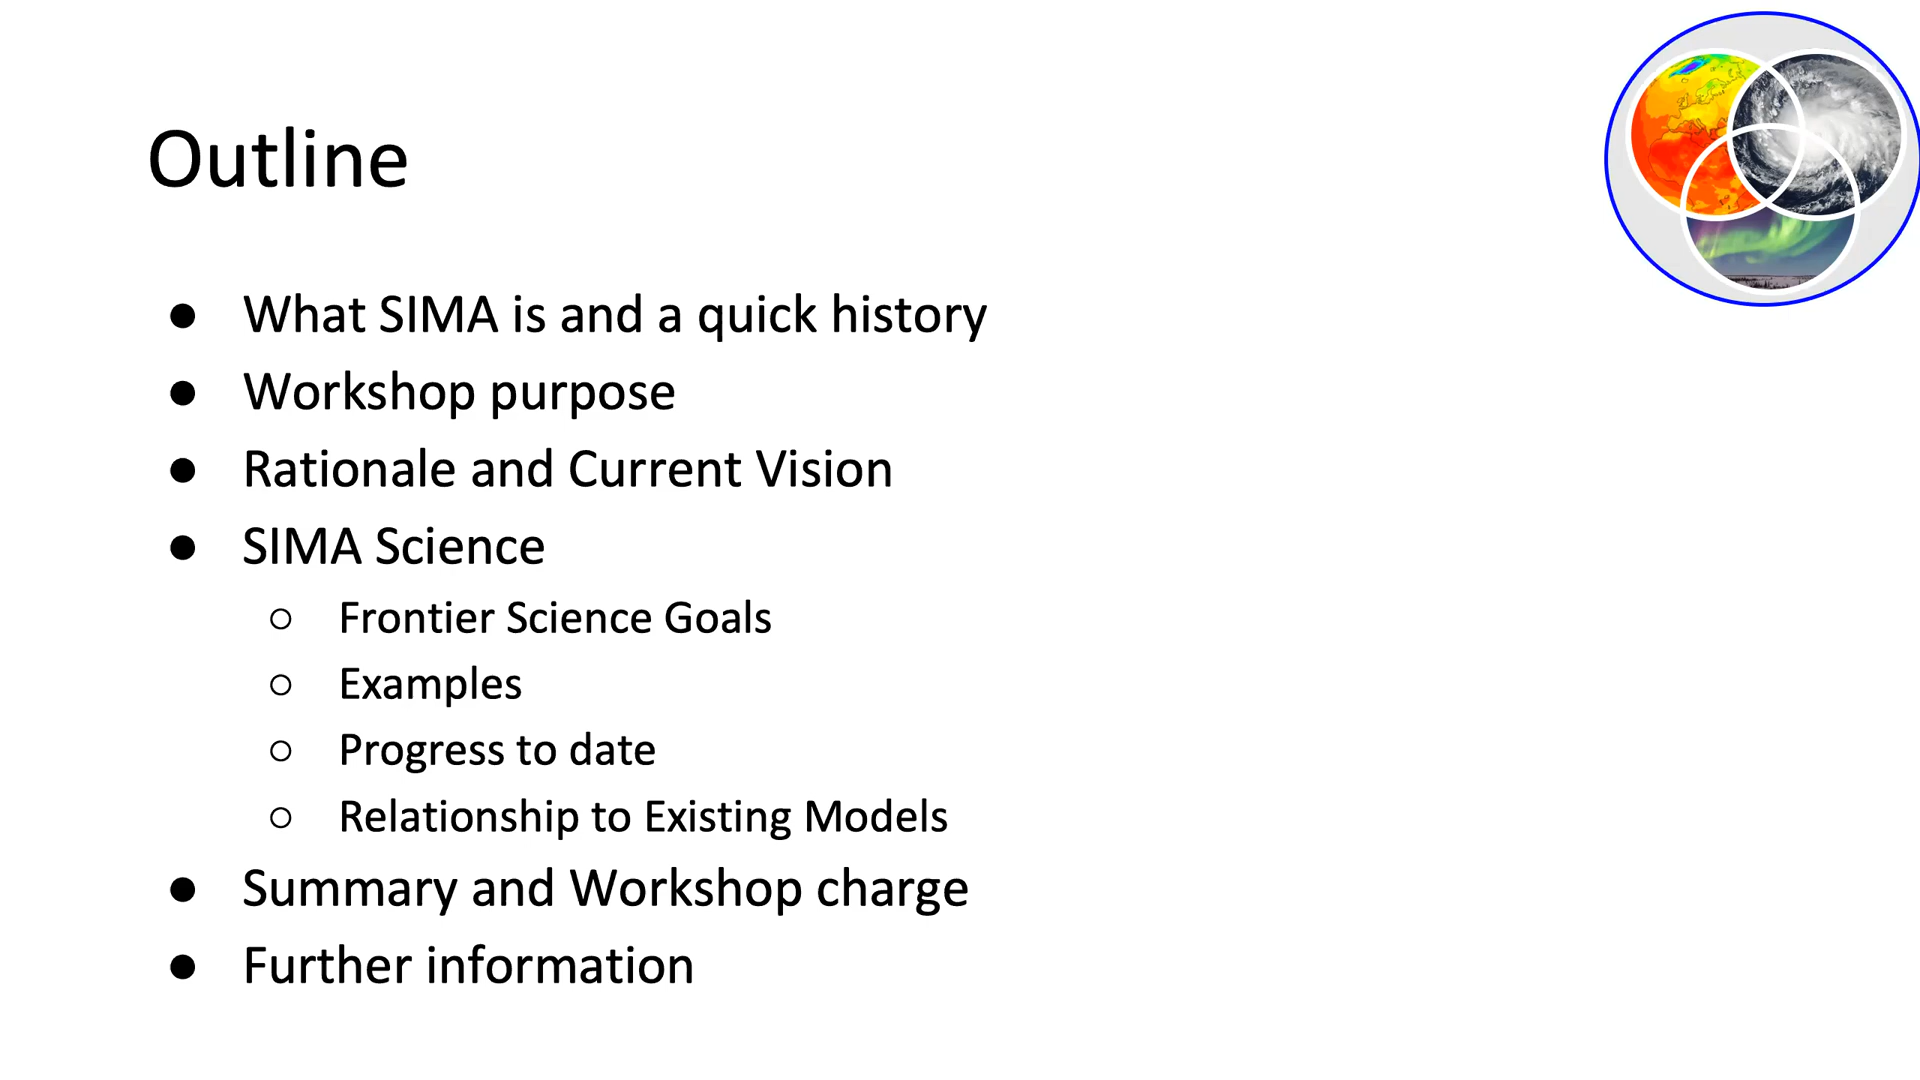 Outline
● What SIMA is and a quick history
● Workshop purpose
● Rationale and Current Vision
● SIMA Science
○ Frontier Science Goals
○ Examples
○ Progress to date
○ Relationship to Existing Models
● Summary and Workshop charge
● Further information